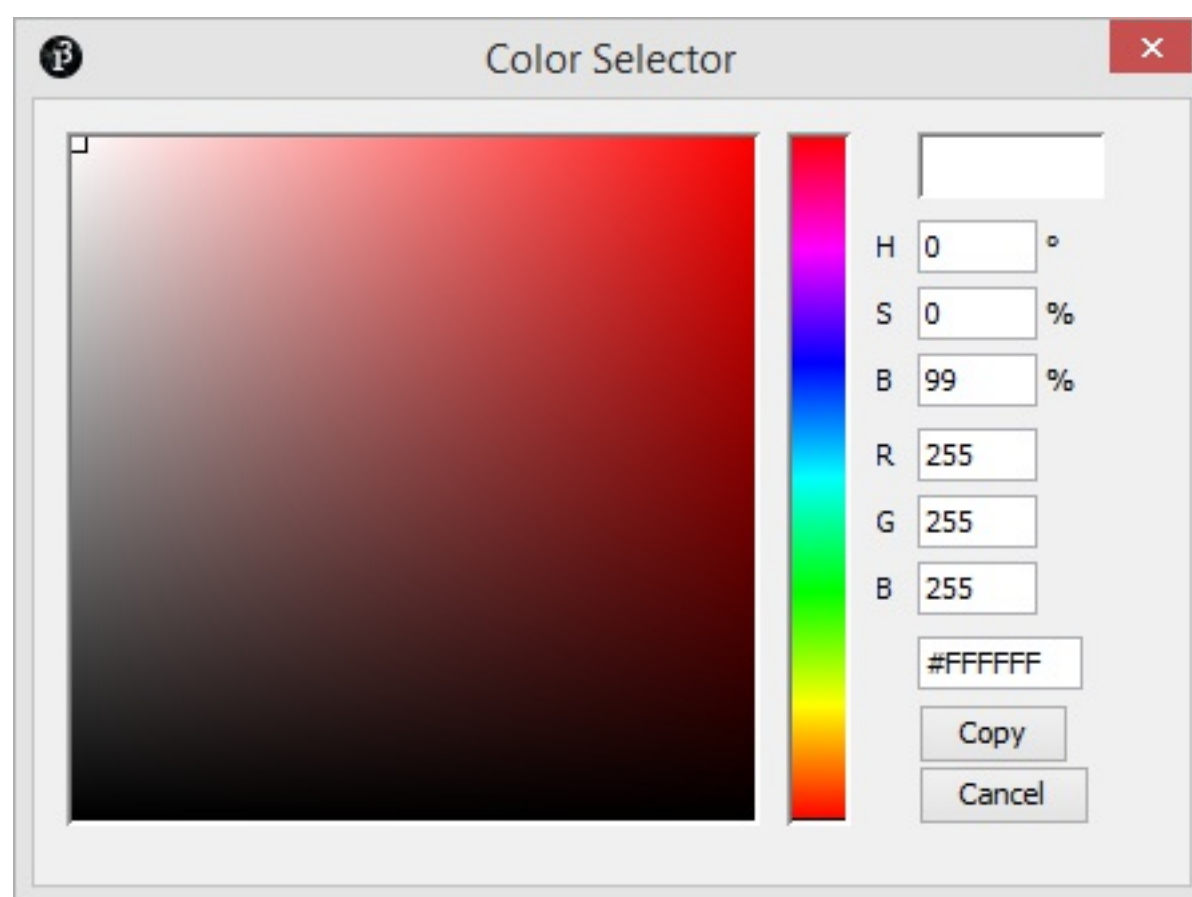 Color Selector
H 0 °
S 0 %
B 99 %
R 255
G 255
B 255
#FFFFFF
Copy
Cancel